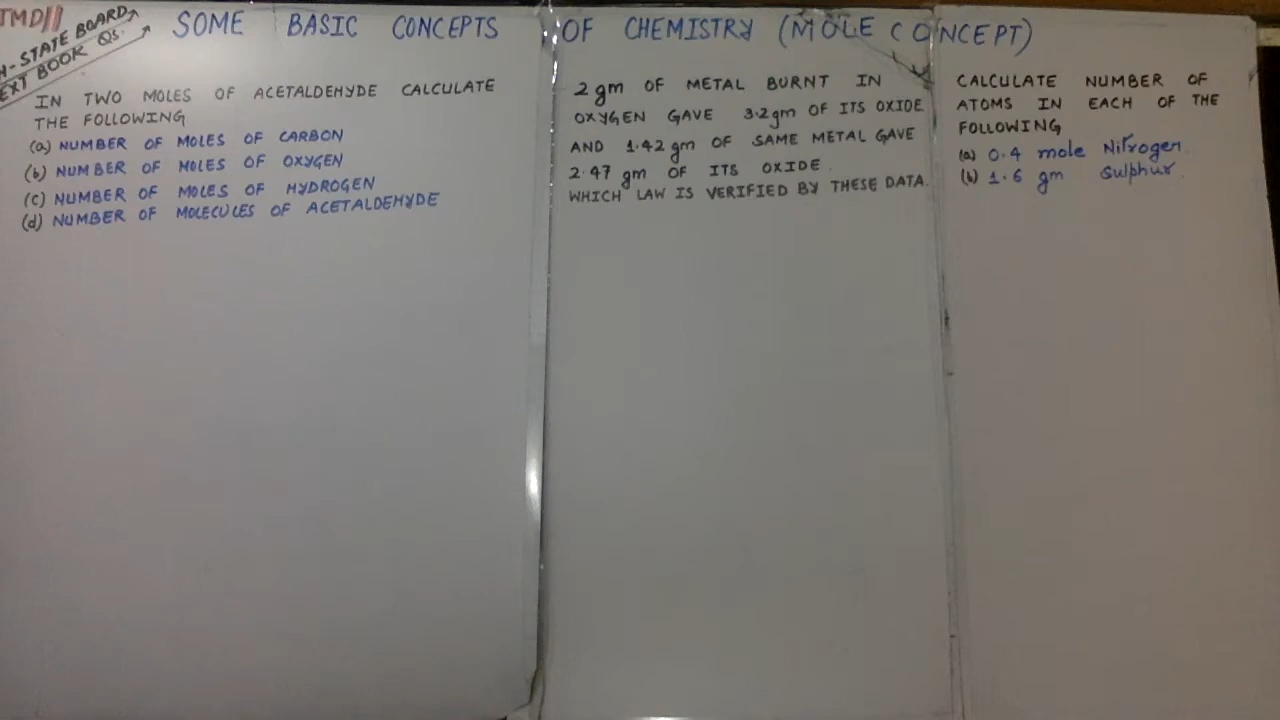 TMD//
H-STATE BOARD
TEXT BOOK QS.
SOME BASIC CONCEPTS OF CHEMISTRY (MOLE CONCEPT)
IN TWO MOLES OF ACETALDEHYDE CALCULATE
THE FOLLOWING
(a) NUMBER OF MOLES OF CARBON
(b) NUMBER OF MOLES OF OXYGEN
(c) NUMBER OF MOLES OF HYDROGEN
(d) NUMBER OF MOLECULES OF ACETALDEHYDE
2 gm OF METAL BURNT IN
OXYGEN GAVE 3.2 gm OF ITS OXIDE
AND 1.42 gm OF SAME METAL GAVE
2.47 gm OF ITS OXIDE.
WHICH LAW IS VERIFIED BY THESE DATA.
CALCULATE NUMBER OF
ATOMS IN EACH OF THE
FOLLOWING
(a) 0.4 mole Nitrogen.
(b) 1.6 gm Sulphur.